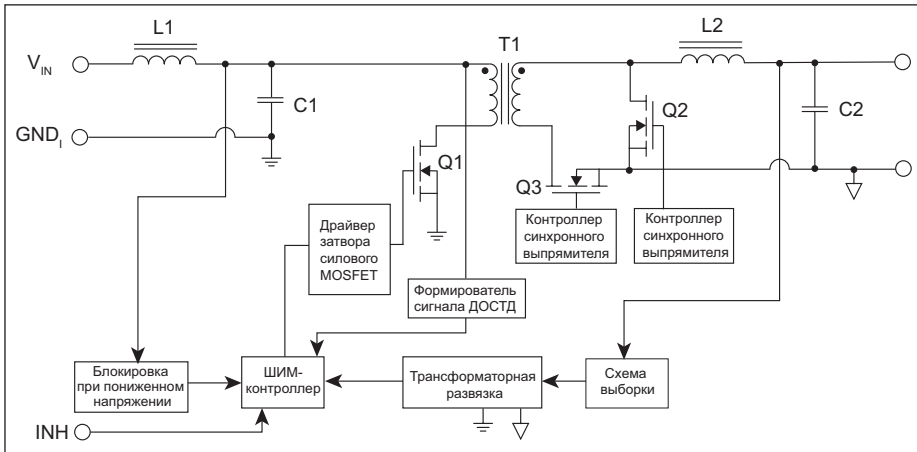 L1
T1
L2
V_IN
C1
Q2
C2
GND_I
Q1
Q3
Драйвер
затвора
силового
MOSFET
Контроллер
синхронного
выпрямителя
Контроллер
синхронного
выпрямителя
Формирователь
сигнала ДОСТД
Блокировка
при пониженном
напряжении
ШИМ-
контроллер
Трансформаторная
развязка
Схема
выборки
INH